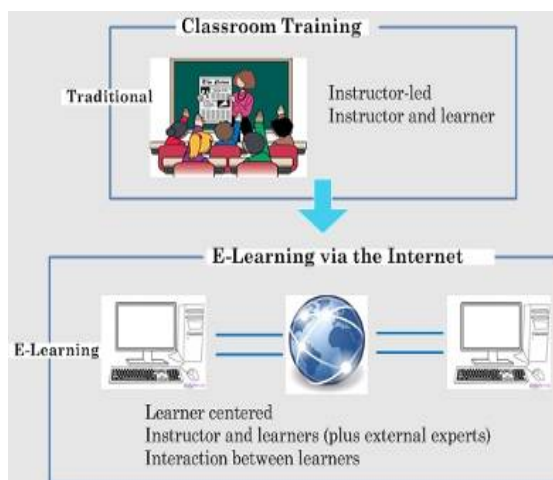 Classroom Training
Traditional
Instructor-led
Instructor and learner
E-Learning via the Internet
E-Learning
Learner centered
Instructor and learners (plus external experts)
Interaction between learners